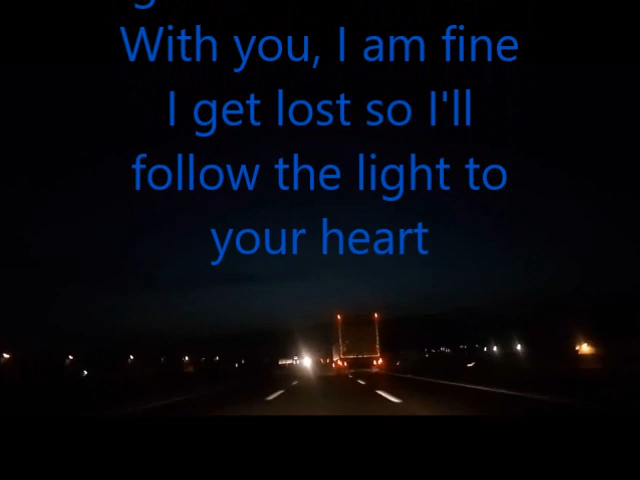 With you, I am fine
I get lost so I'll
follow the light to
your heart